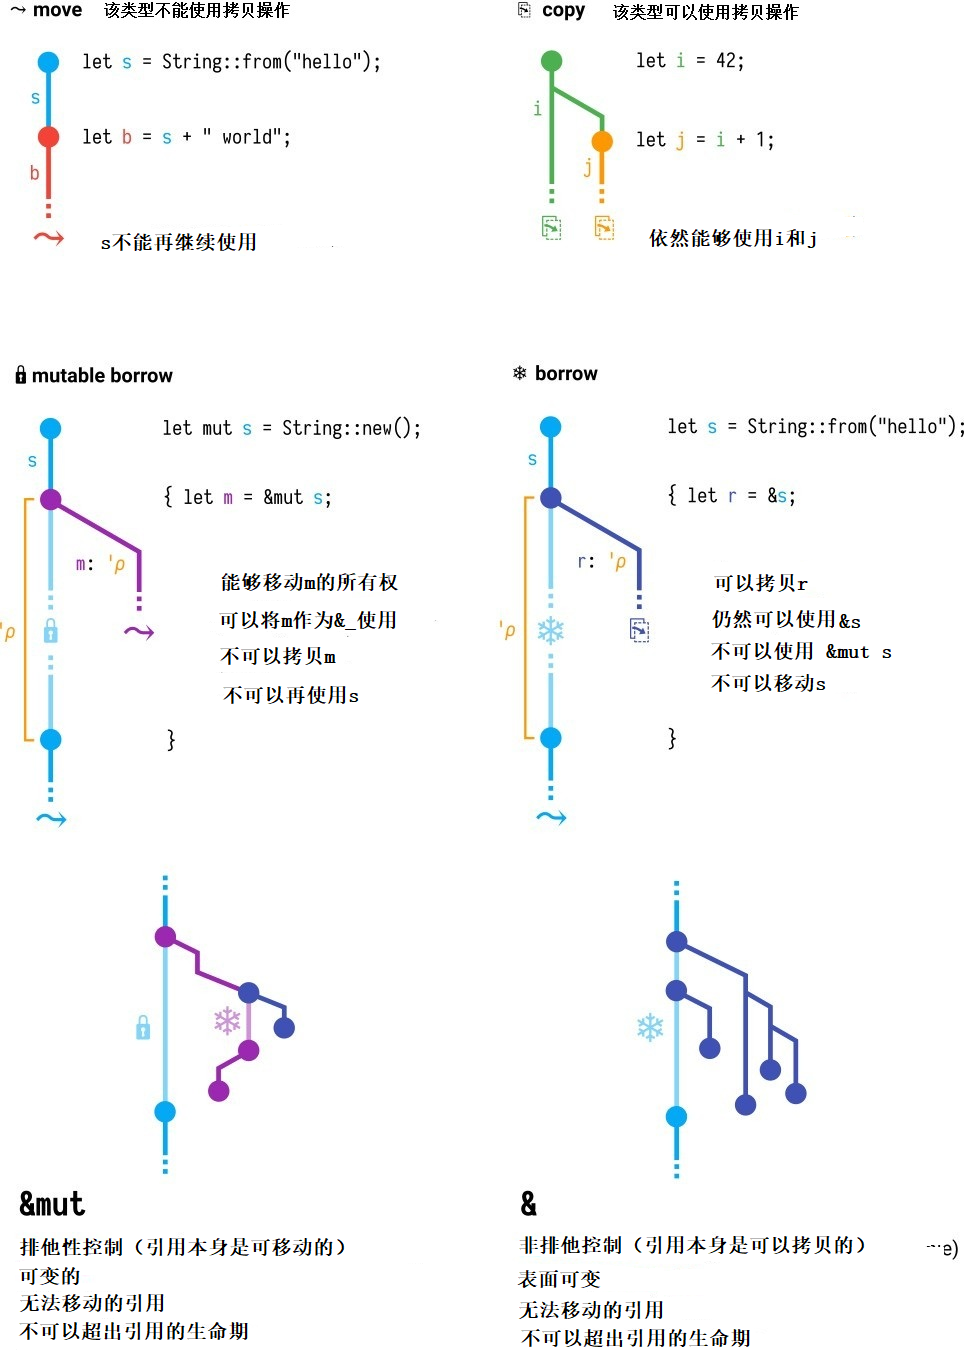 move 该类型不能使用拷贝操作
let s = String::from("hello");
s
let b = s + " world";
b
s不能再继续使用
copy 该类型可以使用拷贝操作
let i = 42;
i
let j = i + 1;
j
依然能够使用i和j
mutable borrow
let mut s = String::new();
s
{ let m = &mut s;
m: 'ρ
能够移动m的所有权
可以将m作为&_使用
'ρ
不可以拷贝m
不可以再使用s
}
borrow
let s = String::from("hello");
s
{ let r = &s;
r: 'ρ
可以拷贝r
仍然可以使用&s
'ρ
不可以使用 &mut s
不可以移动s
}
&mut
排他性控制（引用本身是可移动的）
可变的
无法移动的引用
不可以超出引用的生命期
&
非排他控制（引用本身是可以拷贝的）
e)
表面可变
无法移动的引用
不可以超出引用的生命期